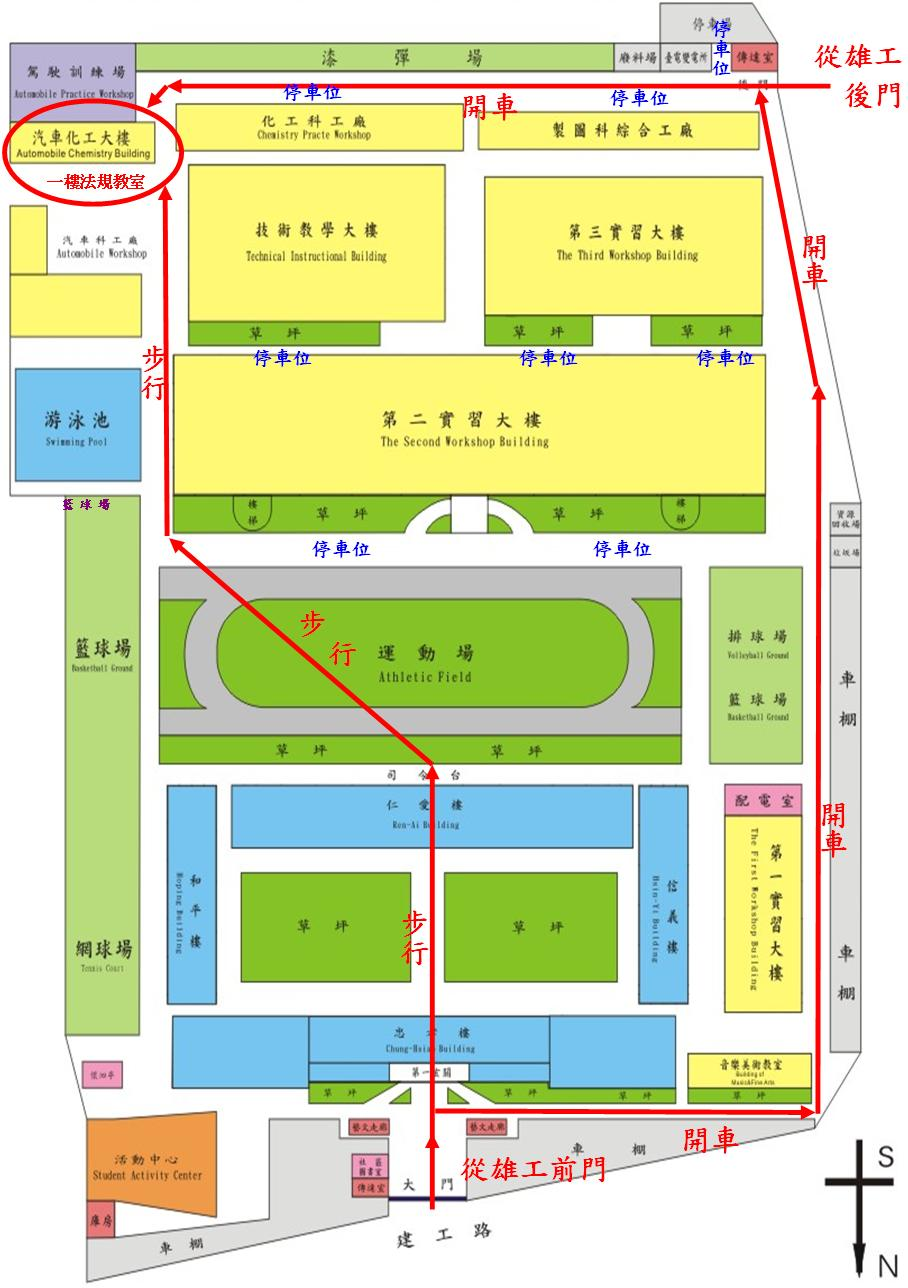 停車場
漆彈場
廢料場
臺電變電所
停車位
傳達室
後門
從雄工
後門
駕駛訓練場
Automobile Practice Workshop
停車位
開車
停車位
化工科工廠
Chemistry Practe Workshop
製圖科綜合工廠
汽車化工大樓
Automobile Chemistry Building
一樓法規教室
汽車科工廠
Automobile Workshop
技術教學大樓
Technical Instructional Building
第三實習大樓
The Third Workshop Building
開車
草坪
草坪
草坪
停車位
停車位
停車位
步行
游泳池
Swimming Pool
第二實習大樓
The Second Workshop Building
籃球場
樓梯
草坪
草坪
樓梯
資源
回收場
垃圾場
停車位
停車位
步行
運動場
Athletic Field
籃球場
Basketball Ground
排球場
Volleyball Ground
籃球場
Basketball Ground
車棚
草坪
草坪
司令台
仁愛樓
Ren-Ai Building
配電室
開車
和平樓
Hoping Building
草坪
步行
草坪
信義樓
Hsin-Yi Building
第一實習大樓
The First Workshop Building
網球場
Tennis Court
車棚
忠孝樓
Chung-Hsiao Building
第一玄關
音樂美術教室
Building of
Music&Fine Arts
草坪
草坪
草坪
草坪
藝文走廊
藝文走廊
車棚
開車
活動中心
Student Activity Center
社區
圖書室
傳達室
從雄工前門
大門
庫房
車棚
建工路
S
N